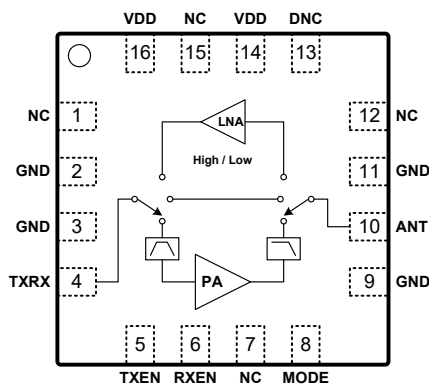 VDD NC VDD DNC
16 15 14 13
LNA
NC 1 12 NC
High / Low
GND 2 11 GND
GND 3 10 ANT
TXRX 4 PA 9 GND
5 6 7 8
TXEN RXEN NC MODE